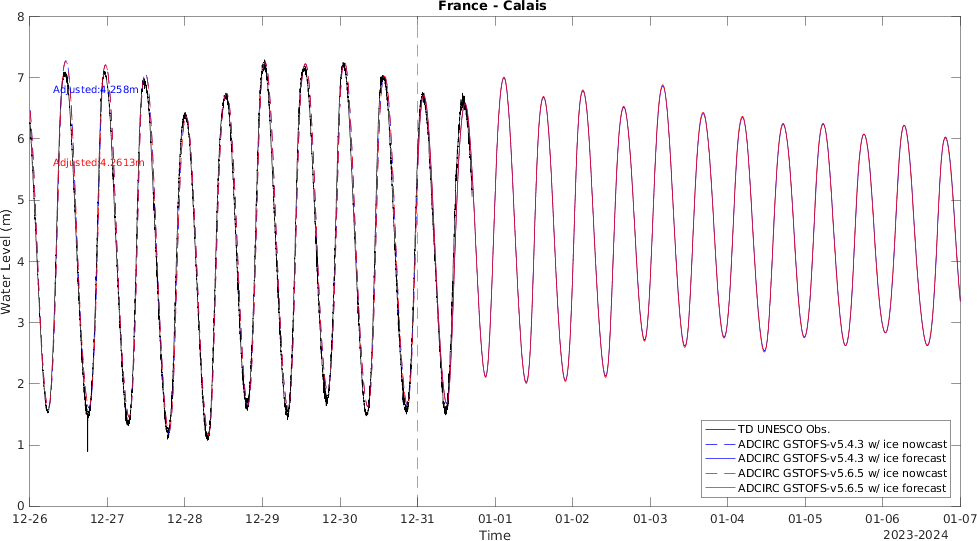 France - Calais
8
7
6
5
4
3
2
1
0
Water Level (m)
Adjusted:4.258m
Adjusted:4.2613m
TD UNESCO Obs.
ADCIRC GSTOFS-v5.4.3 w/ ice nowcast
ADCIRC GSTOFS-v5.4.3 w/ ice forecast
ADCIRC GSTOFS-v5.6.5 w/ ice nowcast
ADCIRC GSTOFS-v5.6.5 w/ ice forecast
12-26 12-27 12-28 12-29 12-30 12-31 01-01 01-02 01-03 01-04 01-05 01-06 01-07
Time
2023-2024